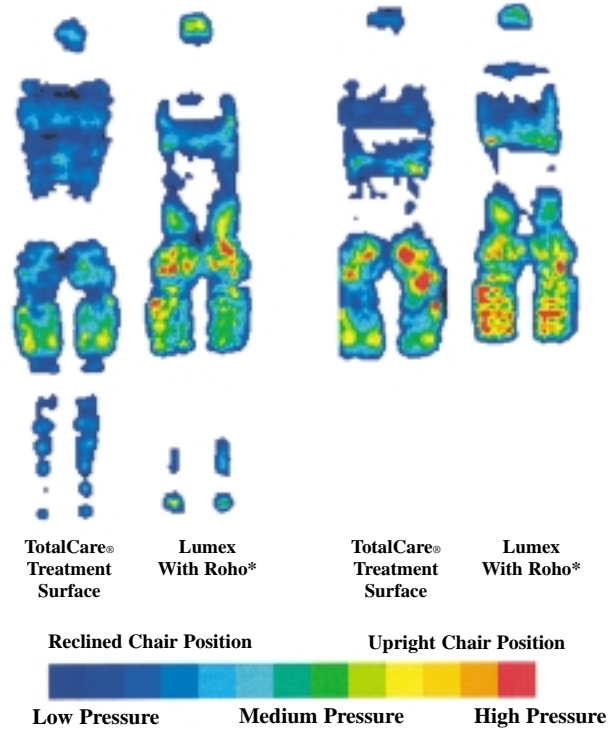 TotalCare®
Treatment
Surface
Lumex
With Roho*
TotalCare®
Treatment
Surface
Lumex
With Roho*
Reclined Chair Position
Upright Chair Position
Low Pressure
Medium Pressure
High Pressure